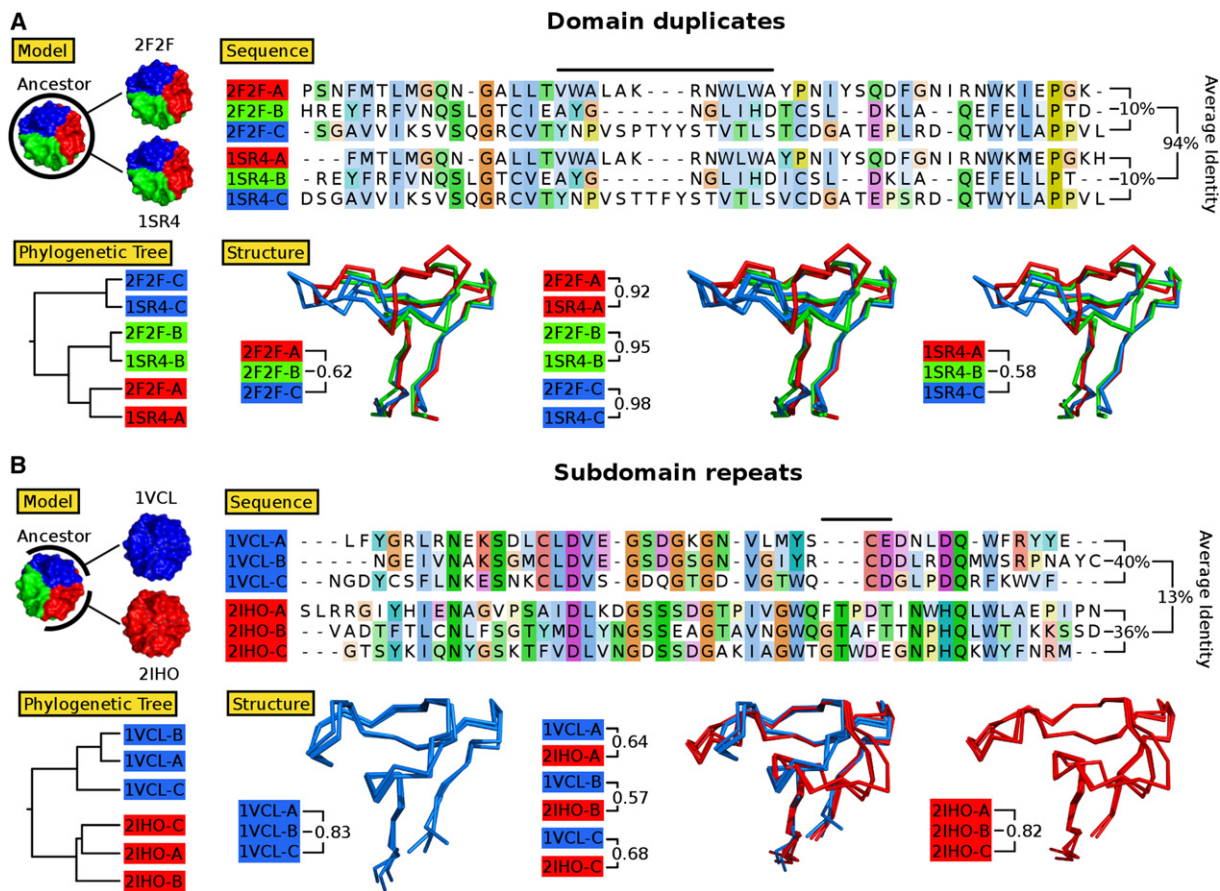 A
Domain duplicates
Model
2F2F
Ancestor
1SR4
Sequence
2F2F-A PSNFMTLMGQN-GALLTVWALAK---RNWLWAYPNIYSQDFGNIRNWKIEPGK-
2F2F-B HREYFRFVNQSLGTCIEAYG------NGLIHDTCSL--DKLA--QEFELLPTD-
2F2F-C -SGAVVIKSVSQGRCVTYNPVSPTYYSTVTLSTCDGATEPLRD-QTWYLAPPVL
1SR4-A ---FMTLMGQN-GALLTVWALAK---RNWLWAYPNIYSQDFGNIRNWKMEPGKH
1SR4-B -REYFRFVNQSLGTCVEAYG------NGLIHDICSL--DKLA--QEFELLPT--
1SR4-C DSGAVVIKSVSQGRCVTYNPVSTTFYSTVTLSVCDGATEPSRD-QTWYLAPPVL
10%
10%
94%
Average Identity
Phylogenetic Tree
2F2F-C
1SR4-C
2F2F-B
1SR4-B
2F2F-A
1SR4-A
Structure
2F2F-A
2F2F-B
2F2F-C
0.62
2F2F-A
1SR4-A
0.92
2F2F-B
1SR4-B
0.95
2F2F-C
1SR4-C
0.98
1SR4-A
1SR4-B
1SR4-C
0.58
B
Subdomain repeats
Model
1VCL
Ancestor
2IHO
Sequence
1VCL-A ---LFYGRLRNEKSDLCLDVE-GSDGKGN-VLMYS---CEDNLDQ-WFRYYE---
1VCL-B ----NGEIVNAKSGMCLDVEGSDGTGN-VGIYR---CDDLRDQMWSRPNAYC
1VCL-C --NGDYCSFLNKESNKCLDVS-GDQGTGD-VGTWQ---CDGLPDQRFKWVF---
2IHO-A SLRRGIYHIENAGVPSAIDLKDGSSSDGTPIVGWQFTPDTINWHQLWLAEPIPN
2IHO-B --VADTFTLCNLFSGTYMDLYNGSSEAGTAVNGWQGTAFTTNPHQLWTIKKSSD
2IHO-C ---GTSYKIQNYGSKTFVDLVNGDSSDGAKIAGWTGTWDEGNPHQKWYFNRM--
40%
36%
13%
Average Identity
Phylogenetic Tree
1VCL-B
1VCL-A
1VCL-C
2IHO-C
2IHO-A
2IHO-B
Structure
1VCL-A
1VCL-B
1VCL-C
0.83
1VCL-A
2IHO-A
0.64
1VCL-B
2IHO-B
0.57
1VCL-C
2IHO-C
0.68
2IHO-A
2IHO-B
2IHO-C
0.82